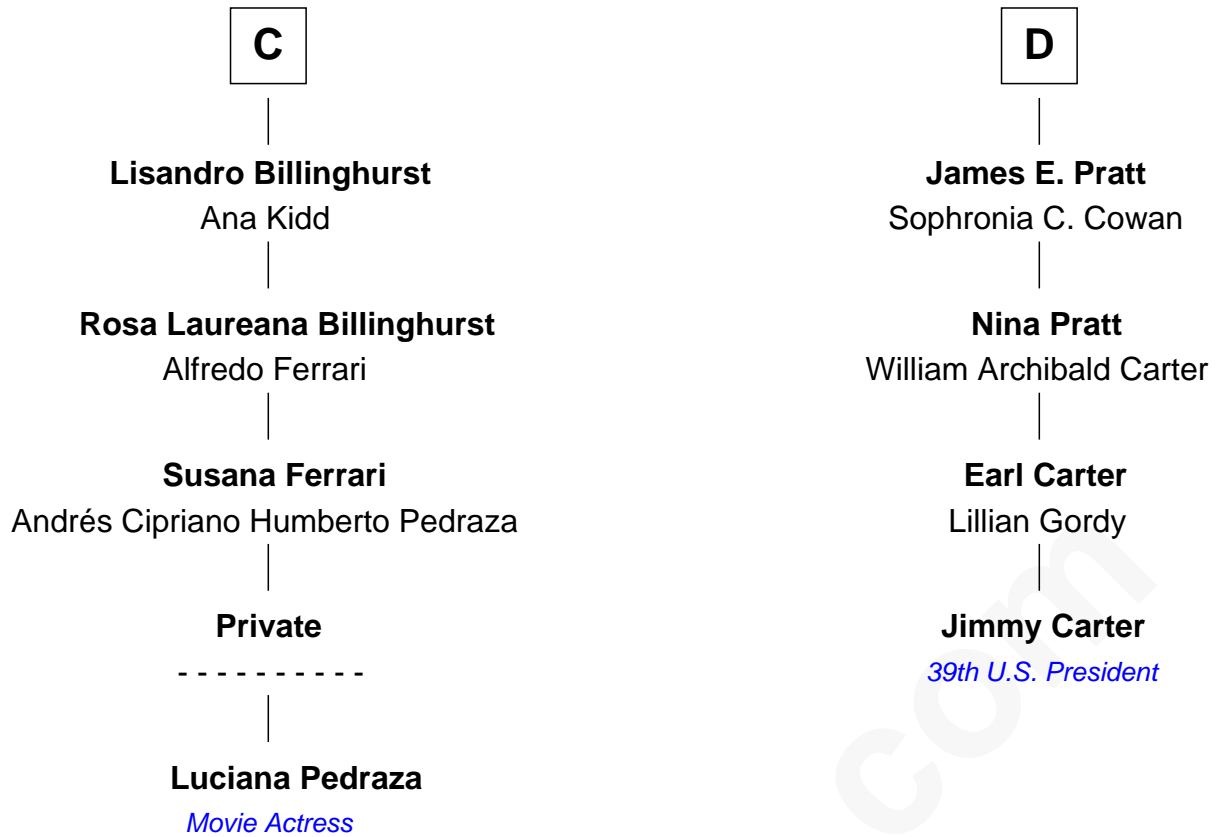 C
Lisandro Billinghurst
Ana Kidd
Rosa Laureana Billinghurst
Alfredo Ferrari
Susana Ferrari
Andrés Cipriano Humberto Pedraza
Private
- - - - - - - - - -
Luciana Pedraza
Movie Actress
D
James E. Pratt
Sophronia C. Cowan
Nina Pratt
William Archibald Carter
Earl Carter
Lillian Gordy
Jimmy Carter
39th U.S. President
com